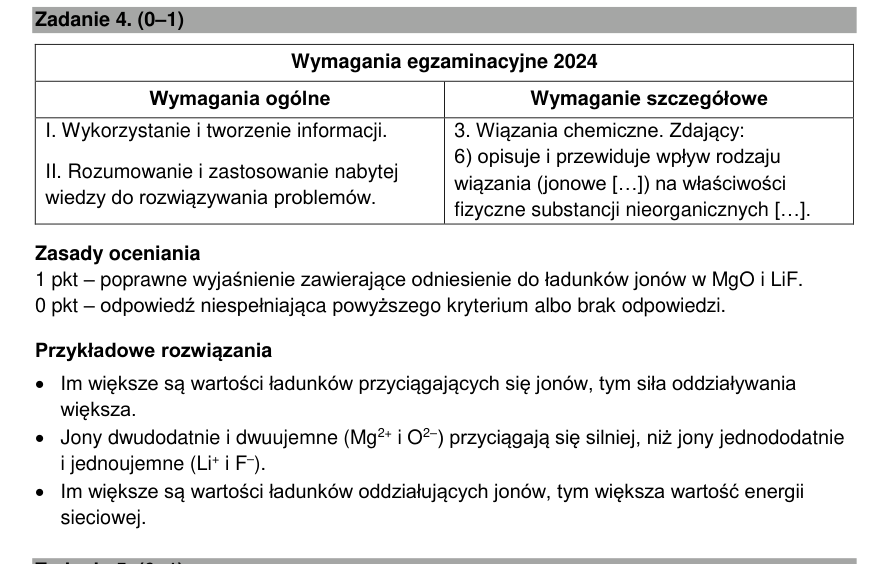 Zadanie 4. (0–1)
Wymagania egzaminacyjne 2024
Wymagania ogólne
Wymaganie szczegółowe
I. Wykorzystanie i tworzenie informacji.
II. Rozumowanie i zastosowanie nabytej
wiedzy do rozwiązywania problemów.
3. Wiązania chemiczne. Zdający:
6) opisuje i przewiduje wpływ rodzaju
wiązania (jonowe […]) na właściwości
fizyczne substancji nieorganicznych […].
Zasady oceniania
1 pkt – poprawne wyjaśnienie zawierające odniesienie do ładunków jonów w MgO i LiF.
0 pkt – odpowiedź niespełniająca powyższego kryterium albo brak odpowiedzi.
Przykładowe rozwiązania
• Im większe są wartości ładunków przyciągających się jonów, tym siła oddziaływania
większa.
• Jony dwudodatnie i dwuujemne (Mg²⁺ i O²⁻) przyciągają się silniej, niż jony jednododatnie
i jednoujemne (Li⁺ i F⁻).
• Im większe są wartości ładunków oddziałujących jonów, tym większa wartość energii
sieciowej.